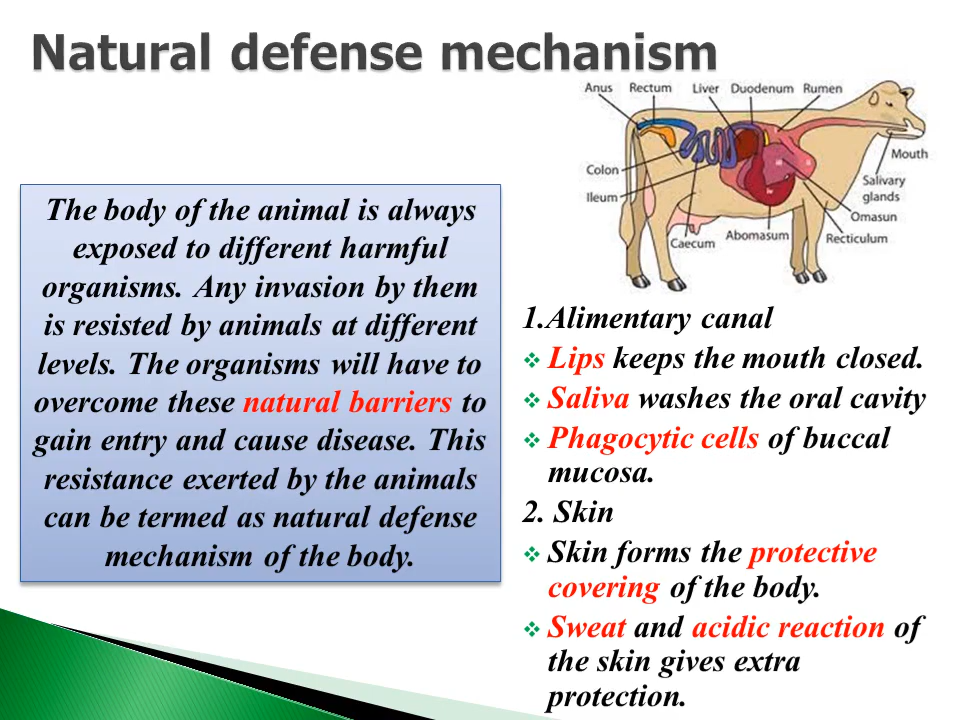 Natural defense mechanism
Anus Rectum Liver Duodenum Rumen
Mouth
Colon
Salivary
glands
Ileum
Omasun
Caecum Abomasum Recticulum
The body of the animal is always
exposed to different harmful
organisms. Any invasion by them
is resisted by animals at different
levels. The organisms will have to
overcome these natural barriers to
gain entry and cause disease. This
resistance exerted by the animals
can be termed as natural defense
mechanism of the body.
1.Alimentary canal
❖ Lips keeps the mouth closed.
❖ Saliva washes the oral cavity
❖ Phagocytic cells of buccal
mucosa.
2. Skin
❖ Skin forms the protective
covering of the body.
❖ Sweat and acidic reaction of
the skin gives extra
protection.